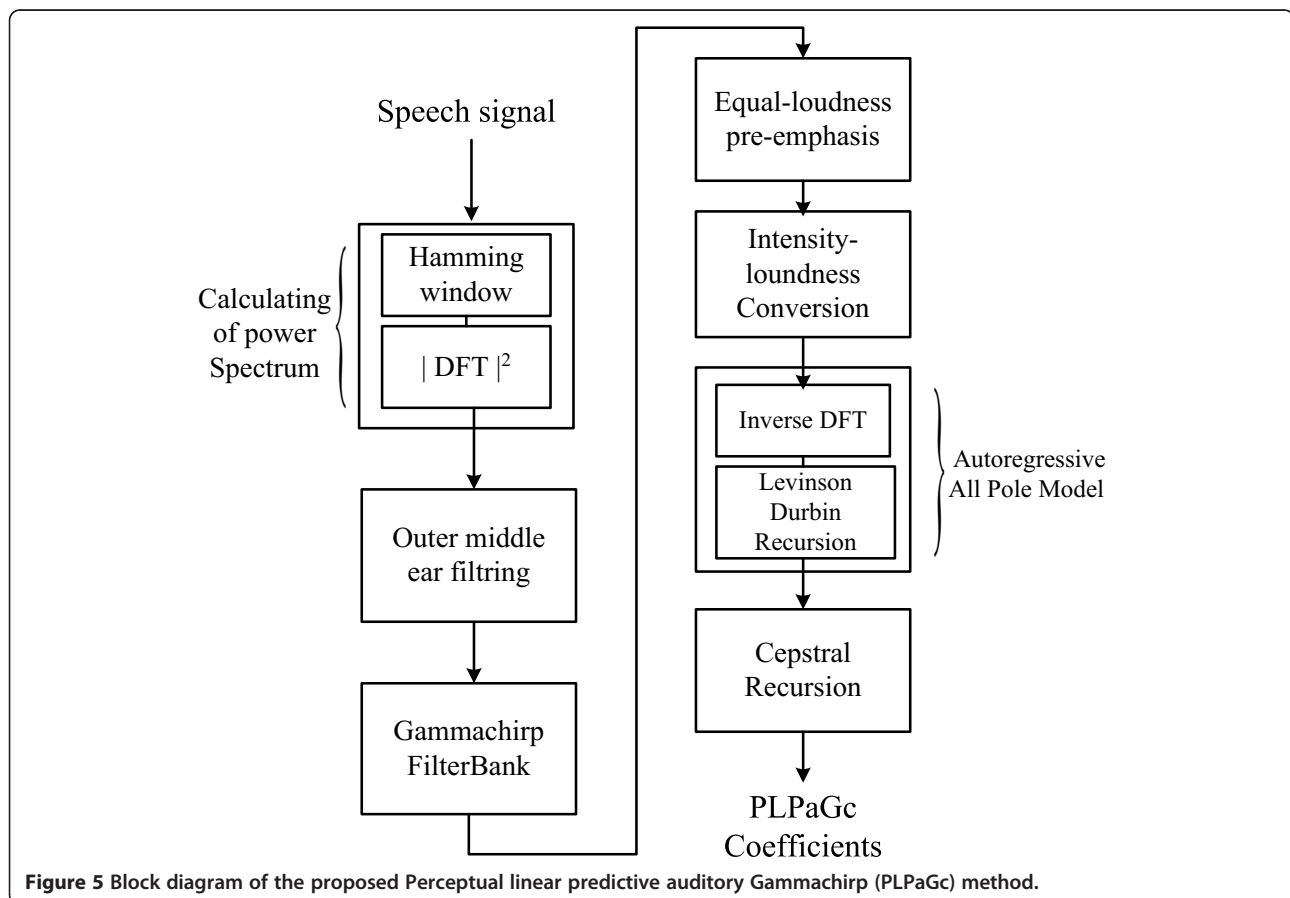 Speech signal
Calculating
of power
Spectrum
Hamming
window
| DFT |²
Outer middle
ear filtring
Gammachirp
FilterBank
Equal-loudness
pre-emphasis
Intensity-
loundness
Conversion
Inverse DFT
Levinson
Durbin
Recursion
Autoregressive
All Pole Model
Cepstral
Recursion
PLPaGc
Coefficients
Figure 5 Block diagram of the proposed Perceptual linear predictive auditory Gammachirp (PLPaGc) method.